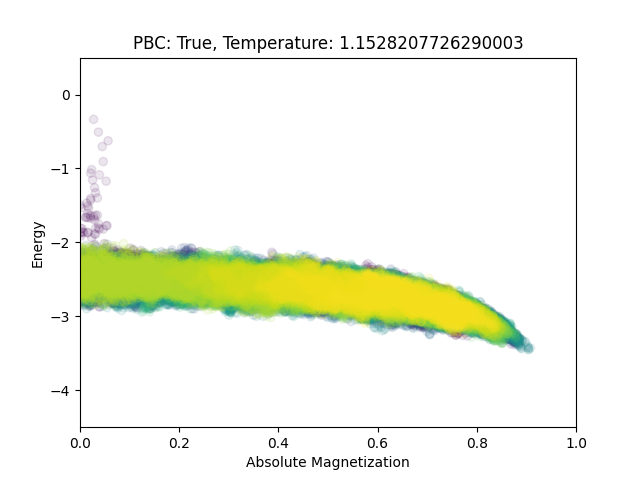 PBC: True, Temperature: 1.1528207726290003
0
−1
−2
−3
−4
Energy
0.0 0.2 0.4 0.6 0.8 1.0
Absolute Magnetization